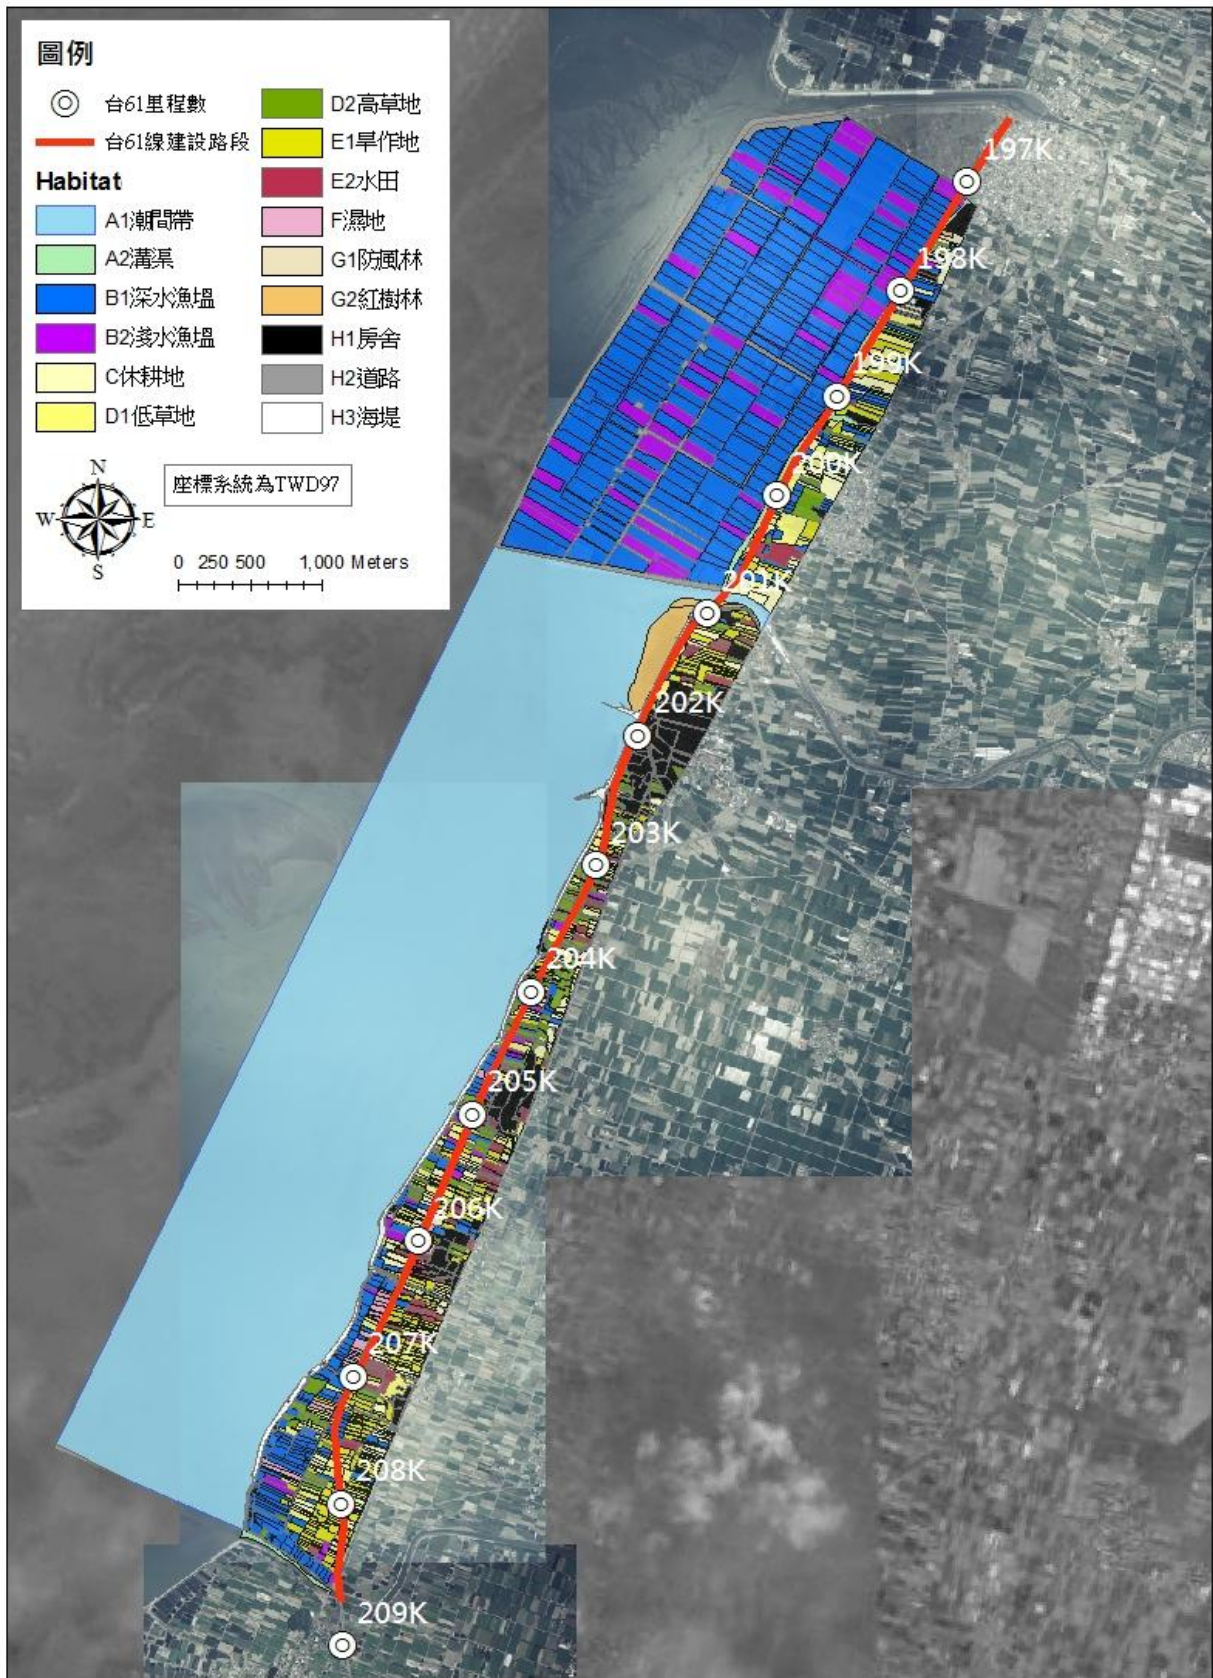 圖例
台61里程數
台61線建設路段
Habitat
A1潮間帶
A2溝渠
B1深水漁塭
B2淺水漁塭
C休耕地
D1低草地
D2高草地
E1旱作地
E2水田
F濕地
G1防風林
G2紅樹林
H1房舍
H2道路
H3海堤
N
W E
S
座標系統為TWD97
0 250 500 1,000 Meters
197K
198K
199K
200K
201K
202K
203K
204K
205K
206K
207K
208K
209K